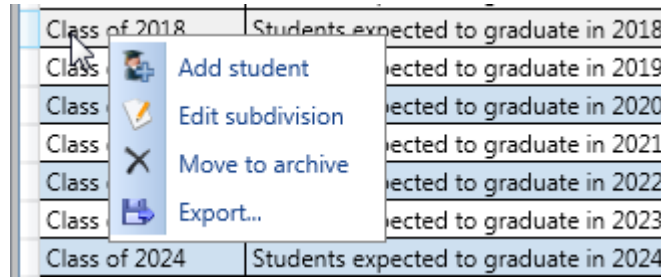 Class of 2018 Students expected to graduate in 2018
Class Add student pected to graduate in 2019
Class Edit subdivision pected to graduate in 2020
Class pected to graduate in 2021
Class Move to archive pected to graduate in 2022
Class Export... pected to graduate in 2023
Class of 2024 Students expected to graduate in 2024